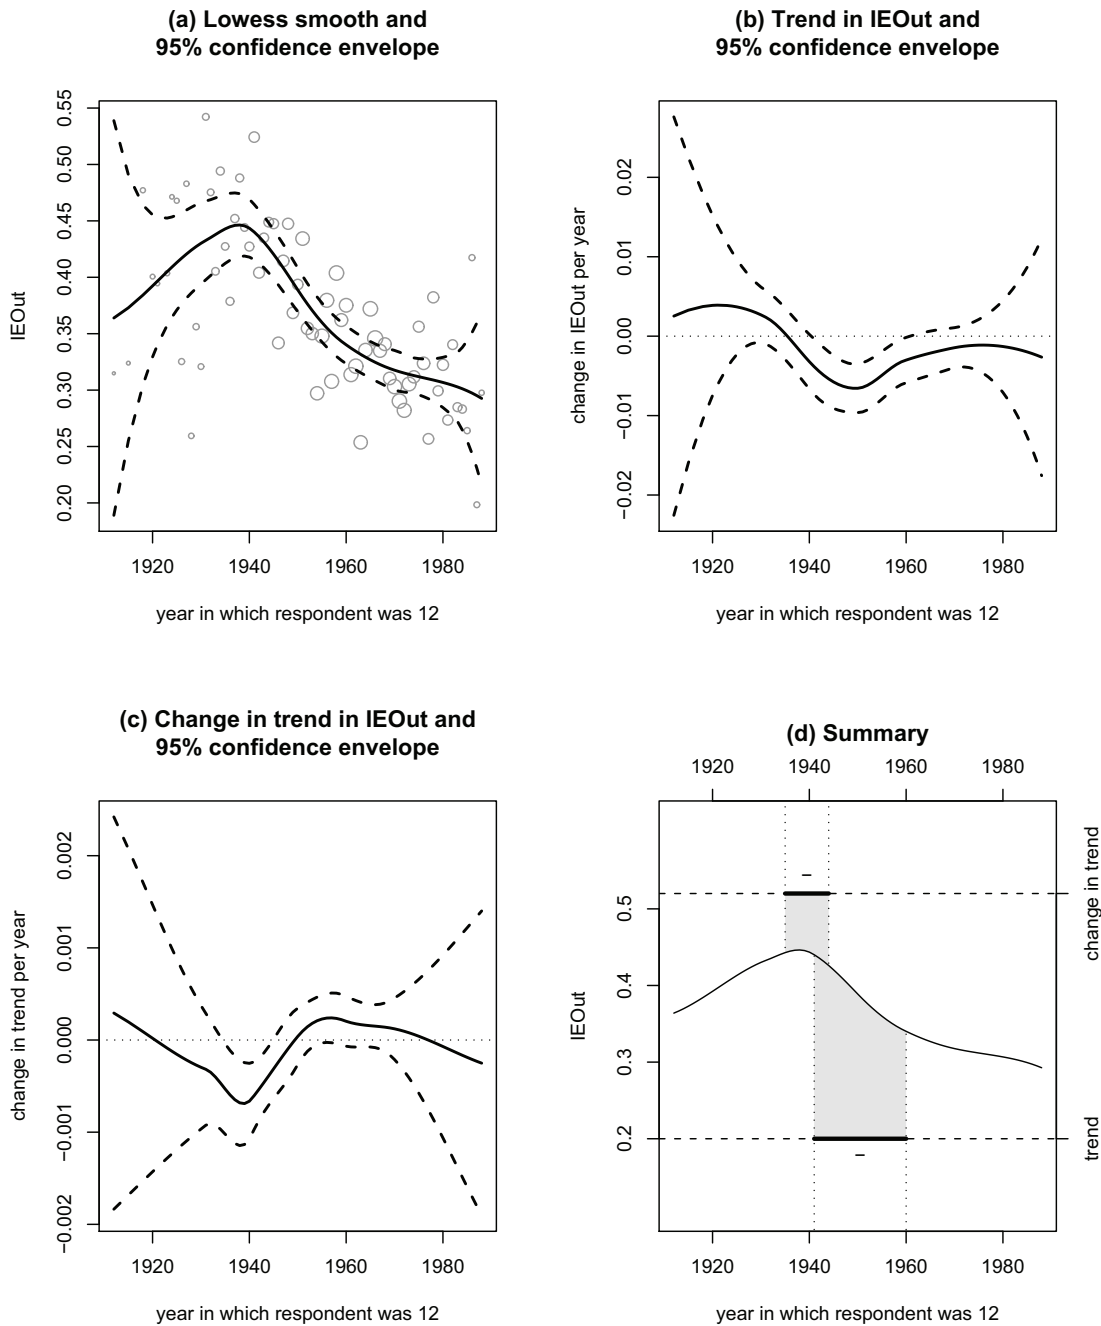 (a) Lowess smooth and
95% confidence envelope
IEOut
0.55
0.50
0.45
0.40
0.35
0.30
0.25
0.20
1920 1940 1960 1980
year in which respondent was 12
(b) Trend in IEOut and
95% confidence envelope
change in IEOut per year
0.02
0.01
0.00
−0.01
−0.02
1920 1940 1960 1980
year in which respondent was 12
(c) Change in trend in IEOut and
95% confidence envelope
change in trend per year
0.002
0.001
0.000
−0.001
−0.002
1920 1940 1960 1980
year in which respondent was 12
(d) Summary
1920 1940 1960 1980
IEOut
0.5
0.4
0.3
0.2
−
−
change in trend
trend
1920 1940 1960 1980
year in which respondent was 12